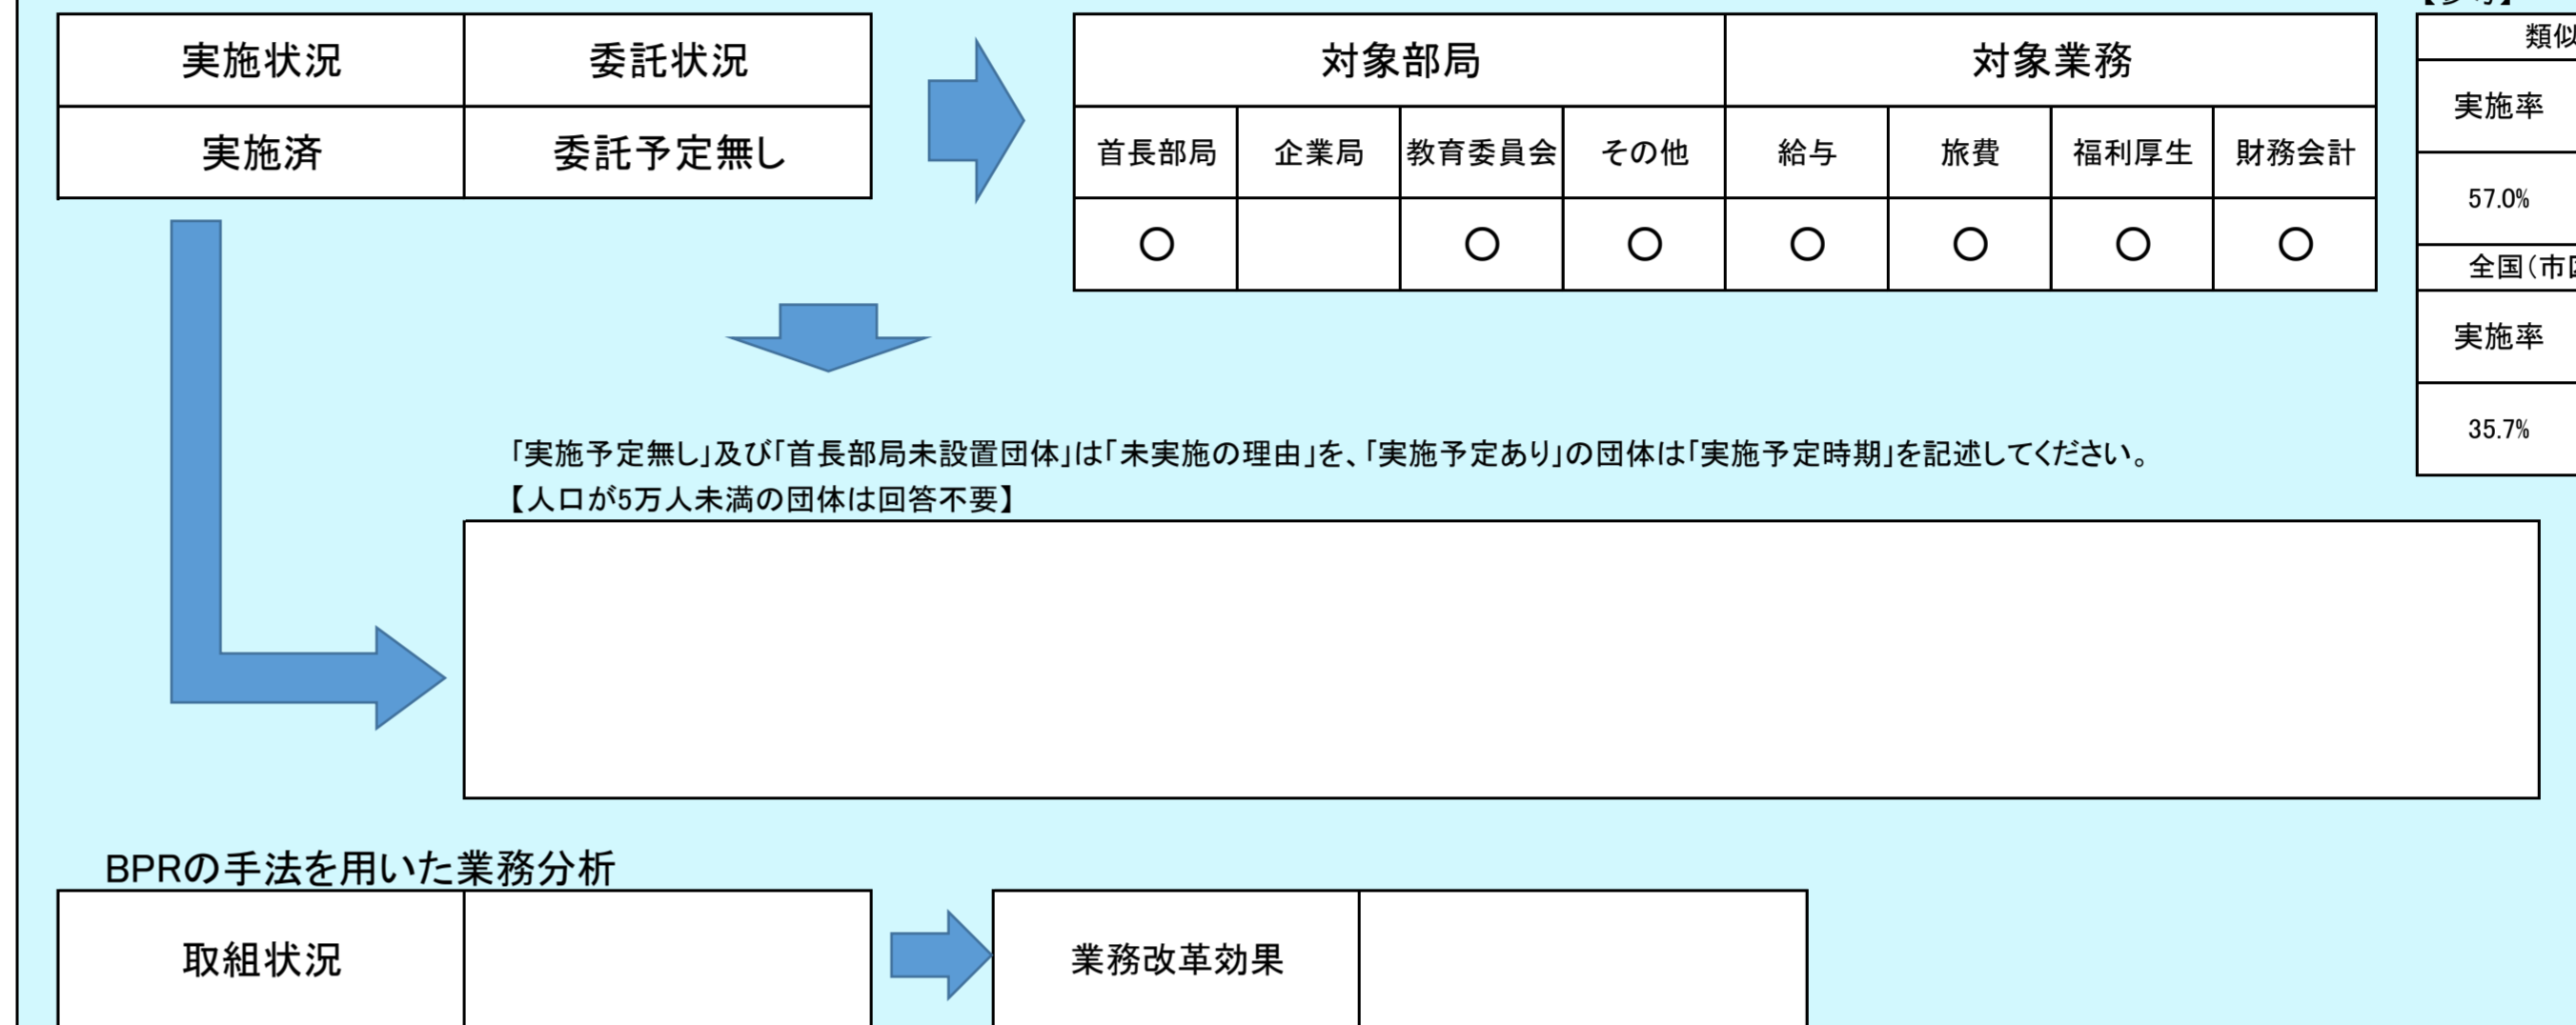 実施状況 委託状況
実施済 委託予定無し
対象部局 対象業務
首長部局 企業局 教育委員会 その他 給与 旅費 福利厚生 財務会計
○ ○ ○ ○ ○ ○ ○
類似
実施率
57.0%
全国（市区
実施率
35.7%
「実施予定無し」及び「首長部局未設置団体」は「未実施の理由」を、「実施予定あり」の団体は「実施予定時期」を記述してください。
【人口が5万人未満の団体は回答不要】
BPRの手法を用いた業務分析
取組状況
業務改革効果